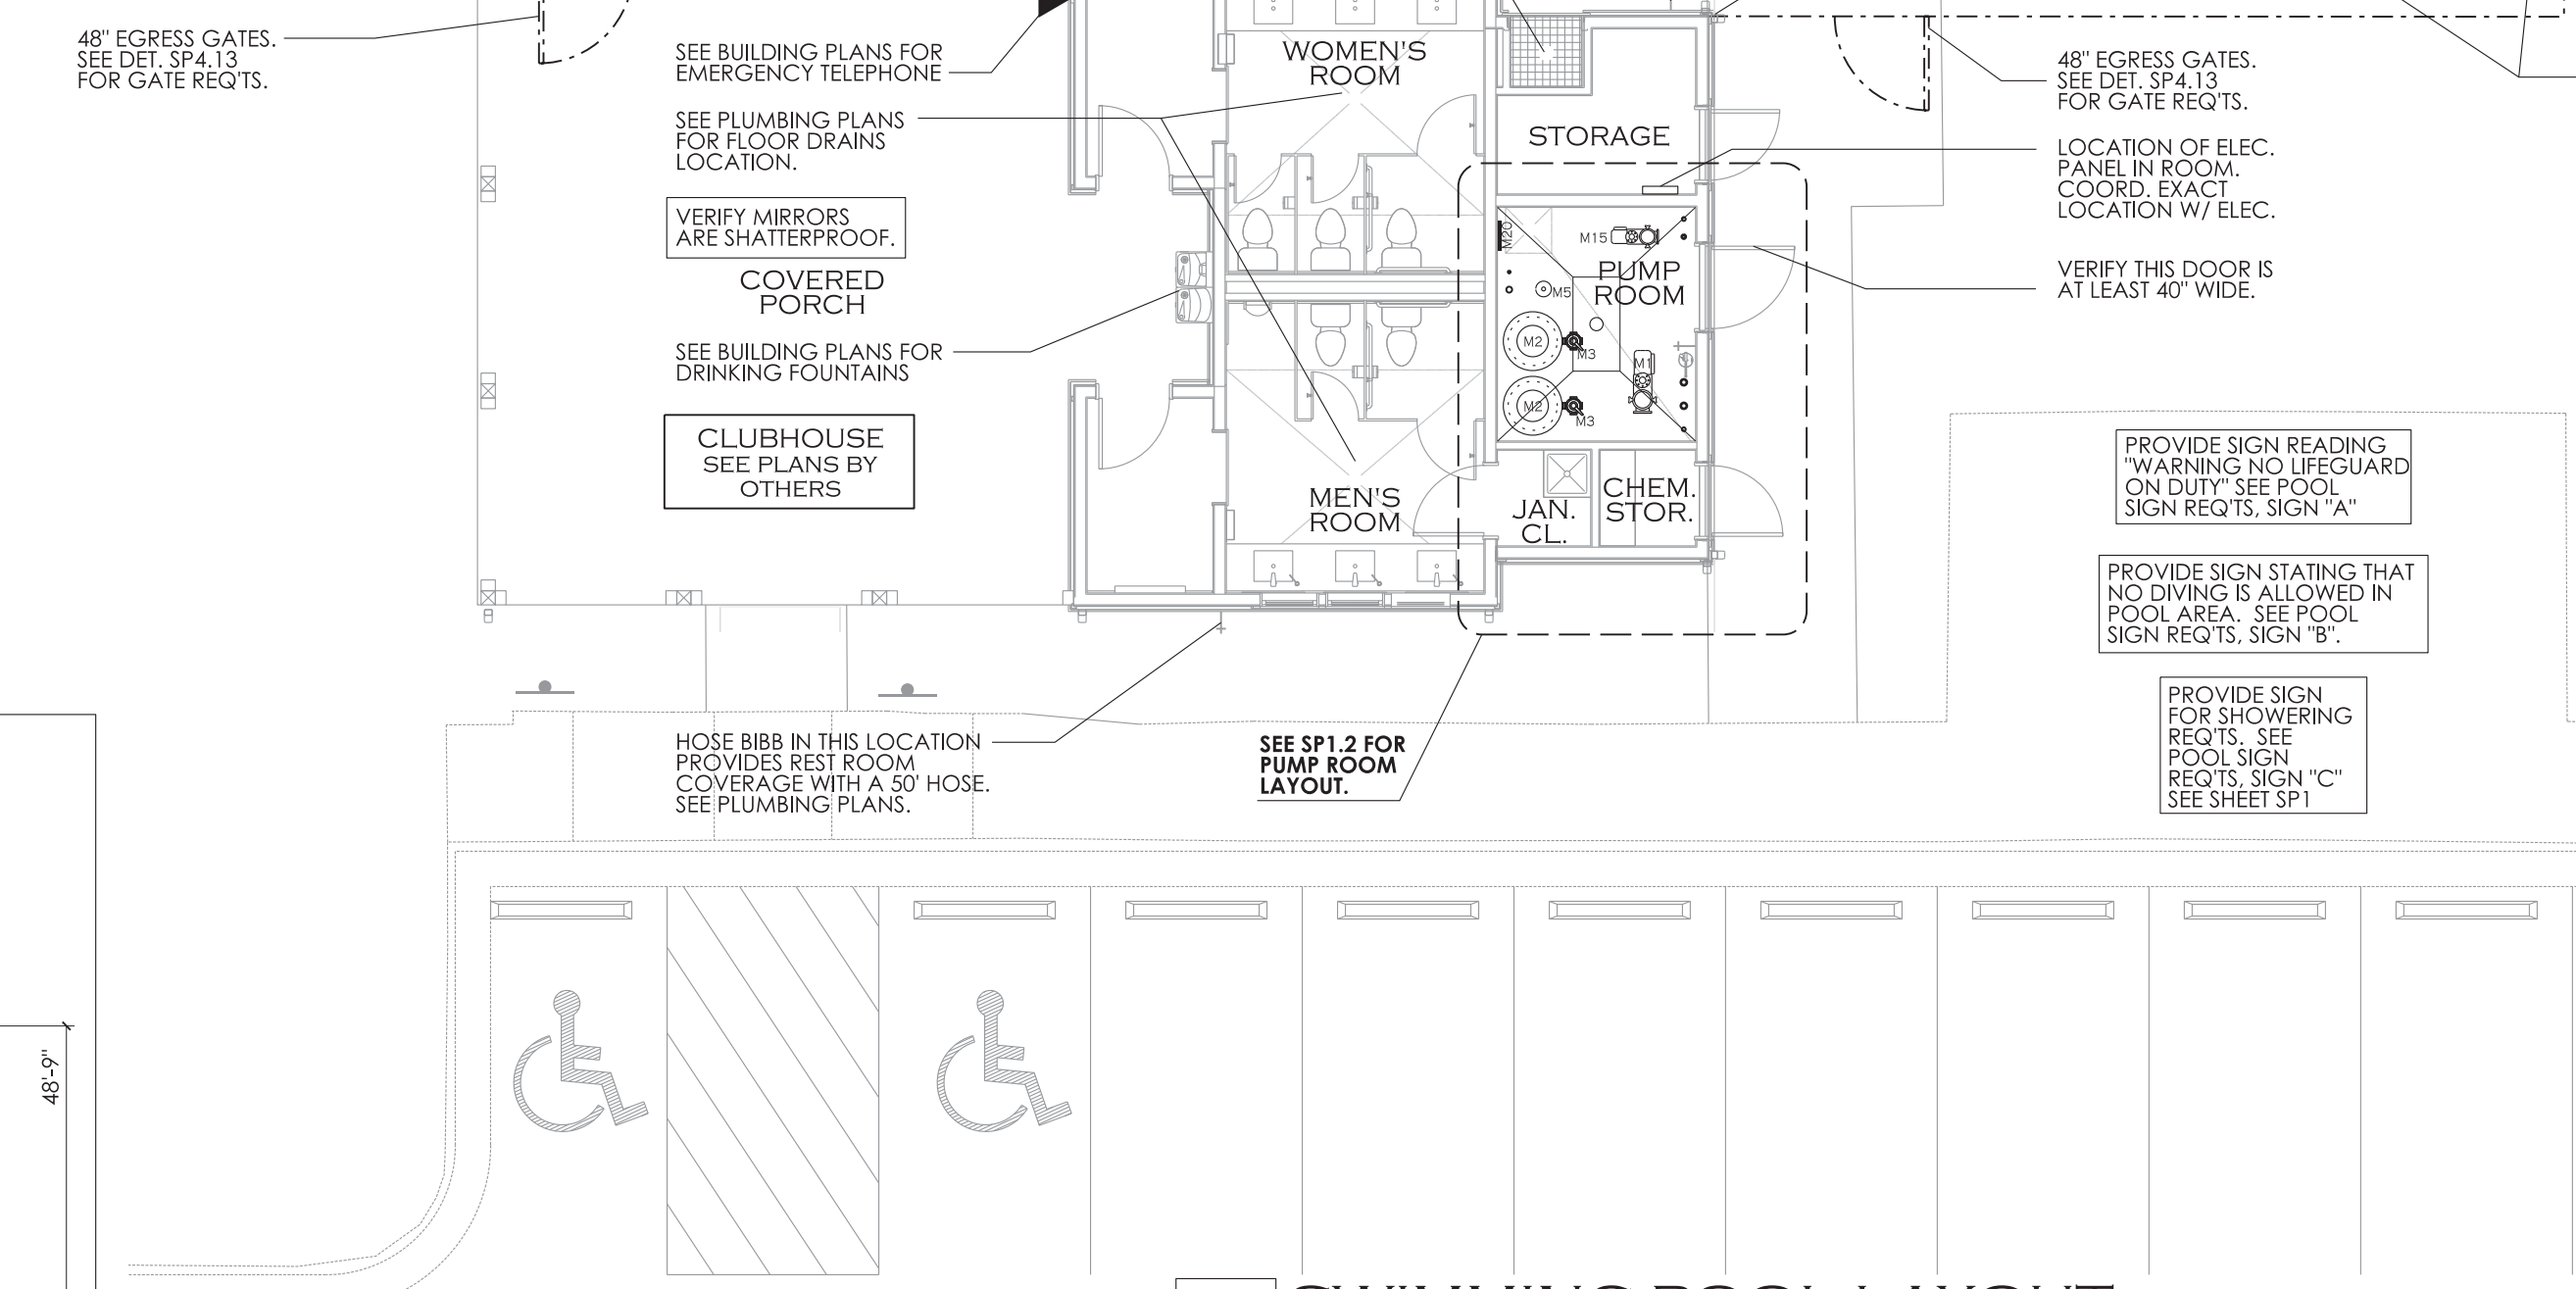 48" EGRESS GATES.
SEE DET. SP4.13
FOR GATE REQ'TS.
SEE BUILDING PLANS FOR
EMERGENCY TELEPHONE
SEE PLUMBING PLANS
FOR FLOOR DRAINS
LOCATION.
VERIFY MIRRORS
ARE SHATTERPROOF.
COVERED
PORCH
SEE BUILDING PLANS FOR
DRINKING FOUNTAINS
CLUBHOUSE
SEE PLANS BY
OTHERS
WOMEN'S
ROOM
STORAGE
M20
M15
PUMP
ROOM
M5
M2
M3
M1
M2
M3
MEN'S
ROOM
JAN.
CL.
CHEM.
STOR.
48" EGRESS GATES.
SEE DET. SP4.13
FOR GATE REQ'TS.
LOCATION OF ELEC.
PANEL IN ROOM.
COORD. EXACT
LOCATION W/ ELEC.
VERIFY THIS DOOR IS
AT LEAST 40" WIDE.
PROVIDE SIGN READING
"WARNING NO LIFEGUARD
ON DUTY" SEE POOL
SIGN REQ'TS, SIGN "A"
PROVIDE SIGN STATING THAT
NO DIVING IS ALLOWED IN
POOL AREA.  SEE POOL
SIGN REQ'TS, SIGN "B".
PROVIDE SIGN
FOR SHOWERING
REQ'TS.  SEE
POOL SIGN
REQ'TS, SIGN "C"
SEE SHEET SP1
HOSE BIBB IN THIS LOCATION
PROVIDES REST ROOM
COVERAGE WITH A 50' HOSE.
SEE PLUMBING PLANS.
SEE SP1.2 FOR
PUMP ROOM
LAYOUT.
48'-9"
SWIMMING POOL LAYOUT